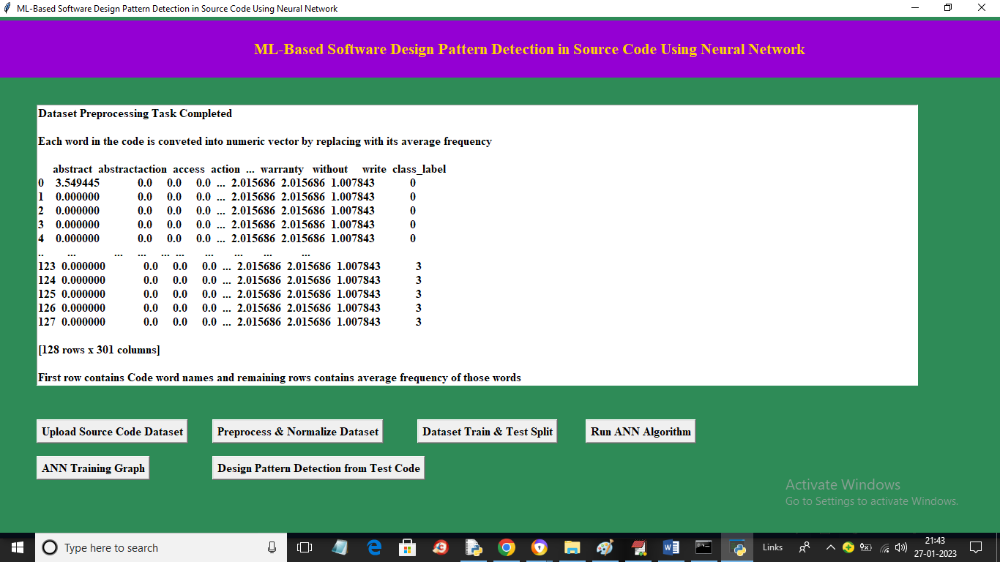 ML-Based Software Design Pattern Detection in Source Code Using Neural Network
ML-Based Software Design Pattern Detection in Source Code Using Neural Network
Dataset Preprocessing Task Completed
Each word in the code is conveted into numeric vector by replacing with its average frequency
abstract abstractaction access action ... warranty without write class_label
0 3.549445 0.0 0.0 0.0 ... 2.015686 2.015686 1.007843 0
1 0.000000 0.0 0.0 0.0 ... 2.015686 2.015686 1.007843 0
2 0.000000 0.0 0.0 0.0 ... 2.015686 2.015686 1.007843 0
3 0.000000 0.0 0.0 0.0 ... 2.015686 2.015686 1.007843 0
4 0.000000 0.0 0.0 0.0 ... 2.015686 2.015686 1.007843 0
.. ... ... ... ... ... ... ... ... ...
123 0.000000 0.0 0.0 0.0 ... 2.015686 2.015686 1.007843 3
124 0.000000 0.0 0.0 0.0 ... 2.015686 2.015686 1.007843 3
125 0.000000 0.0 0.0 0.0 ... 2.015686 2.015686 1.007843 3
126 0.000000 0.0 0.0 0.0 ... 2.015686 2.015686 1.007843 3
127 0.000000 0.0 0.0 0.0 ... 2.015686 2.015686 1.007843 3
[128 rows x 301 columns]
First row contains Code word names and remaining rows contains average frequency of those words
Upload Source Code Dataset Preprocess & Normalize Dataset Dataset Train & Test Split Run ANN Algorithm
ANN Training Graph Design Pattern Detection from Test Code
Activate Windows
Go to Settings to activate Windows.
Type here to search
Links
21:43
27-01-2023